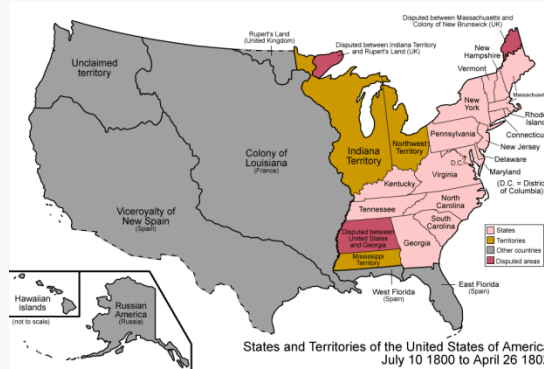 Rupert's Land
(United Kingdom)
Disputed between Indiana Territory
and Rupert's Land (UK)
Disputed between Massachusetts and
Colony of New Brunswick (UK)
Unclaimed
territory
New
Hampshire
Vermont
Massachuset
New
York
Rhode
Island
Connecticu
New Jersey
Delaware
Maryland
(D.C. = Distric
of Columbia)
Pennsylvania
D.C.
Virginia
Northwest
Territory
Indiana
Territory
Colony of
Louisiana
(France)
Kentucky
North
Carolina
Tennessee
South
Carolina
Viceroyalty of
New Spain
(Spain)
Disputed between
United States
and Georgia
Georgia
Mississippi
Territory
West Florida
(Spain)
East Florida
(Spain)
States
Territories
Other countries
Disputed areas
Hawaiian
islands
(not to scale)
Russian
America
(Russia)
States and Territories of the United States of America
July 10 1800 to April 26 1802